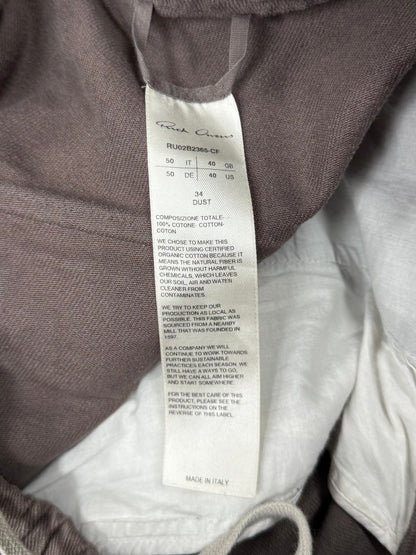 Rick Owens
RU02B2365-CF
50 IT 40 GB
50 DE 40 US
34
DUST
COMPOSIZIONE TOTALE-
100% COTONE- COTTON-
COTON
WE CHOSE TO MAKE THIS
PRODUCT USING CERTIFIED
ORGANIC COTTON BECAUSE IT
MEANS THE NATURAL FIBER IS
GROWN WITHOUT HARMFUL
CHEMICALS, WHICH LEAVES
OUR SOIL, AIR AND WATER
CLEANER FROM
CONTAMINATES.
WE TRY TO KEEP OUR
PRODUCTION AS LOCAL AS
POSSIBLE. THIS FABRIC WAS
SOURCED FROM A NEARBY
MILL THAT WAS FOUNDED IN
1597.
AS A COMPANY WE WILL
CONTINUE TO WORK TOWARDS
FURTHER SUSTAINABLE
PRACTICES EACH SEASON. WE
STILL HAVE A WAYS TO GO,
BUT WE CAN ALL AIM HIGHER
AND START SOMEWHERE.
FOR THE BEST CARE OF THIS
PRODUCT, PLEASE SEE THE
INSTRUCTIONS ON THE
REVERSE OF THIS LABEL.
MADE IN ITALY